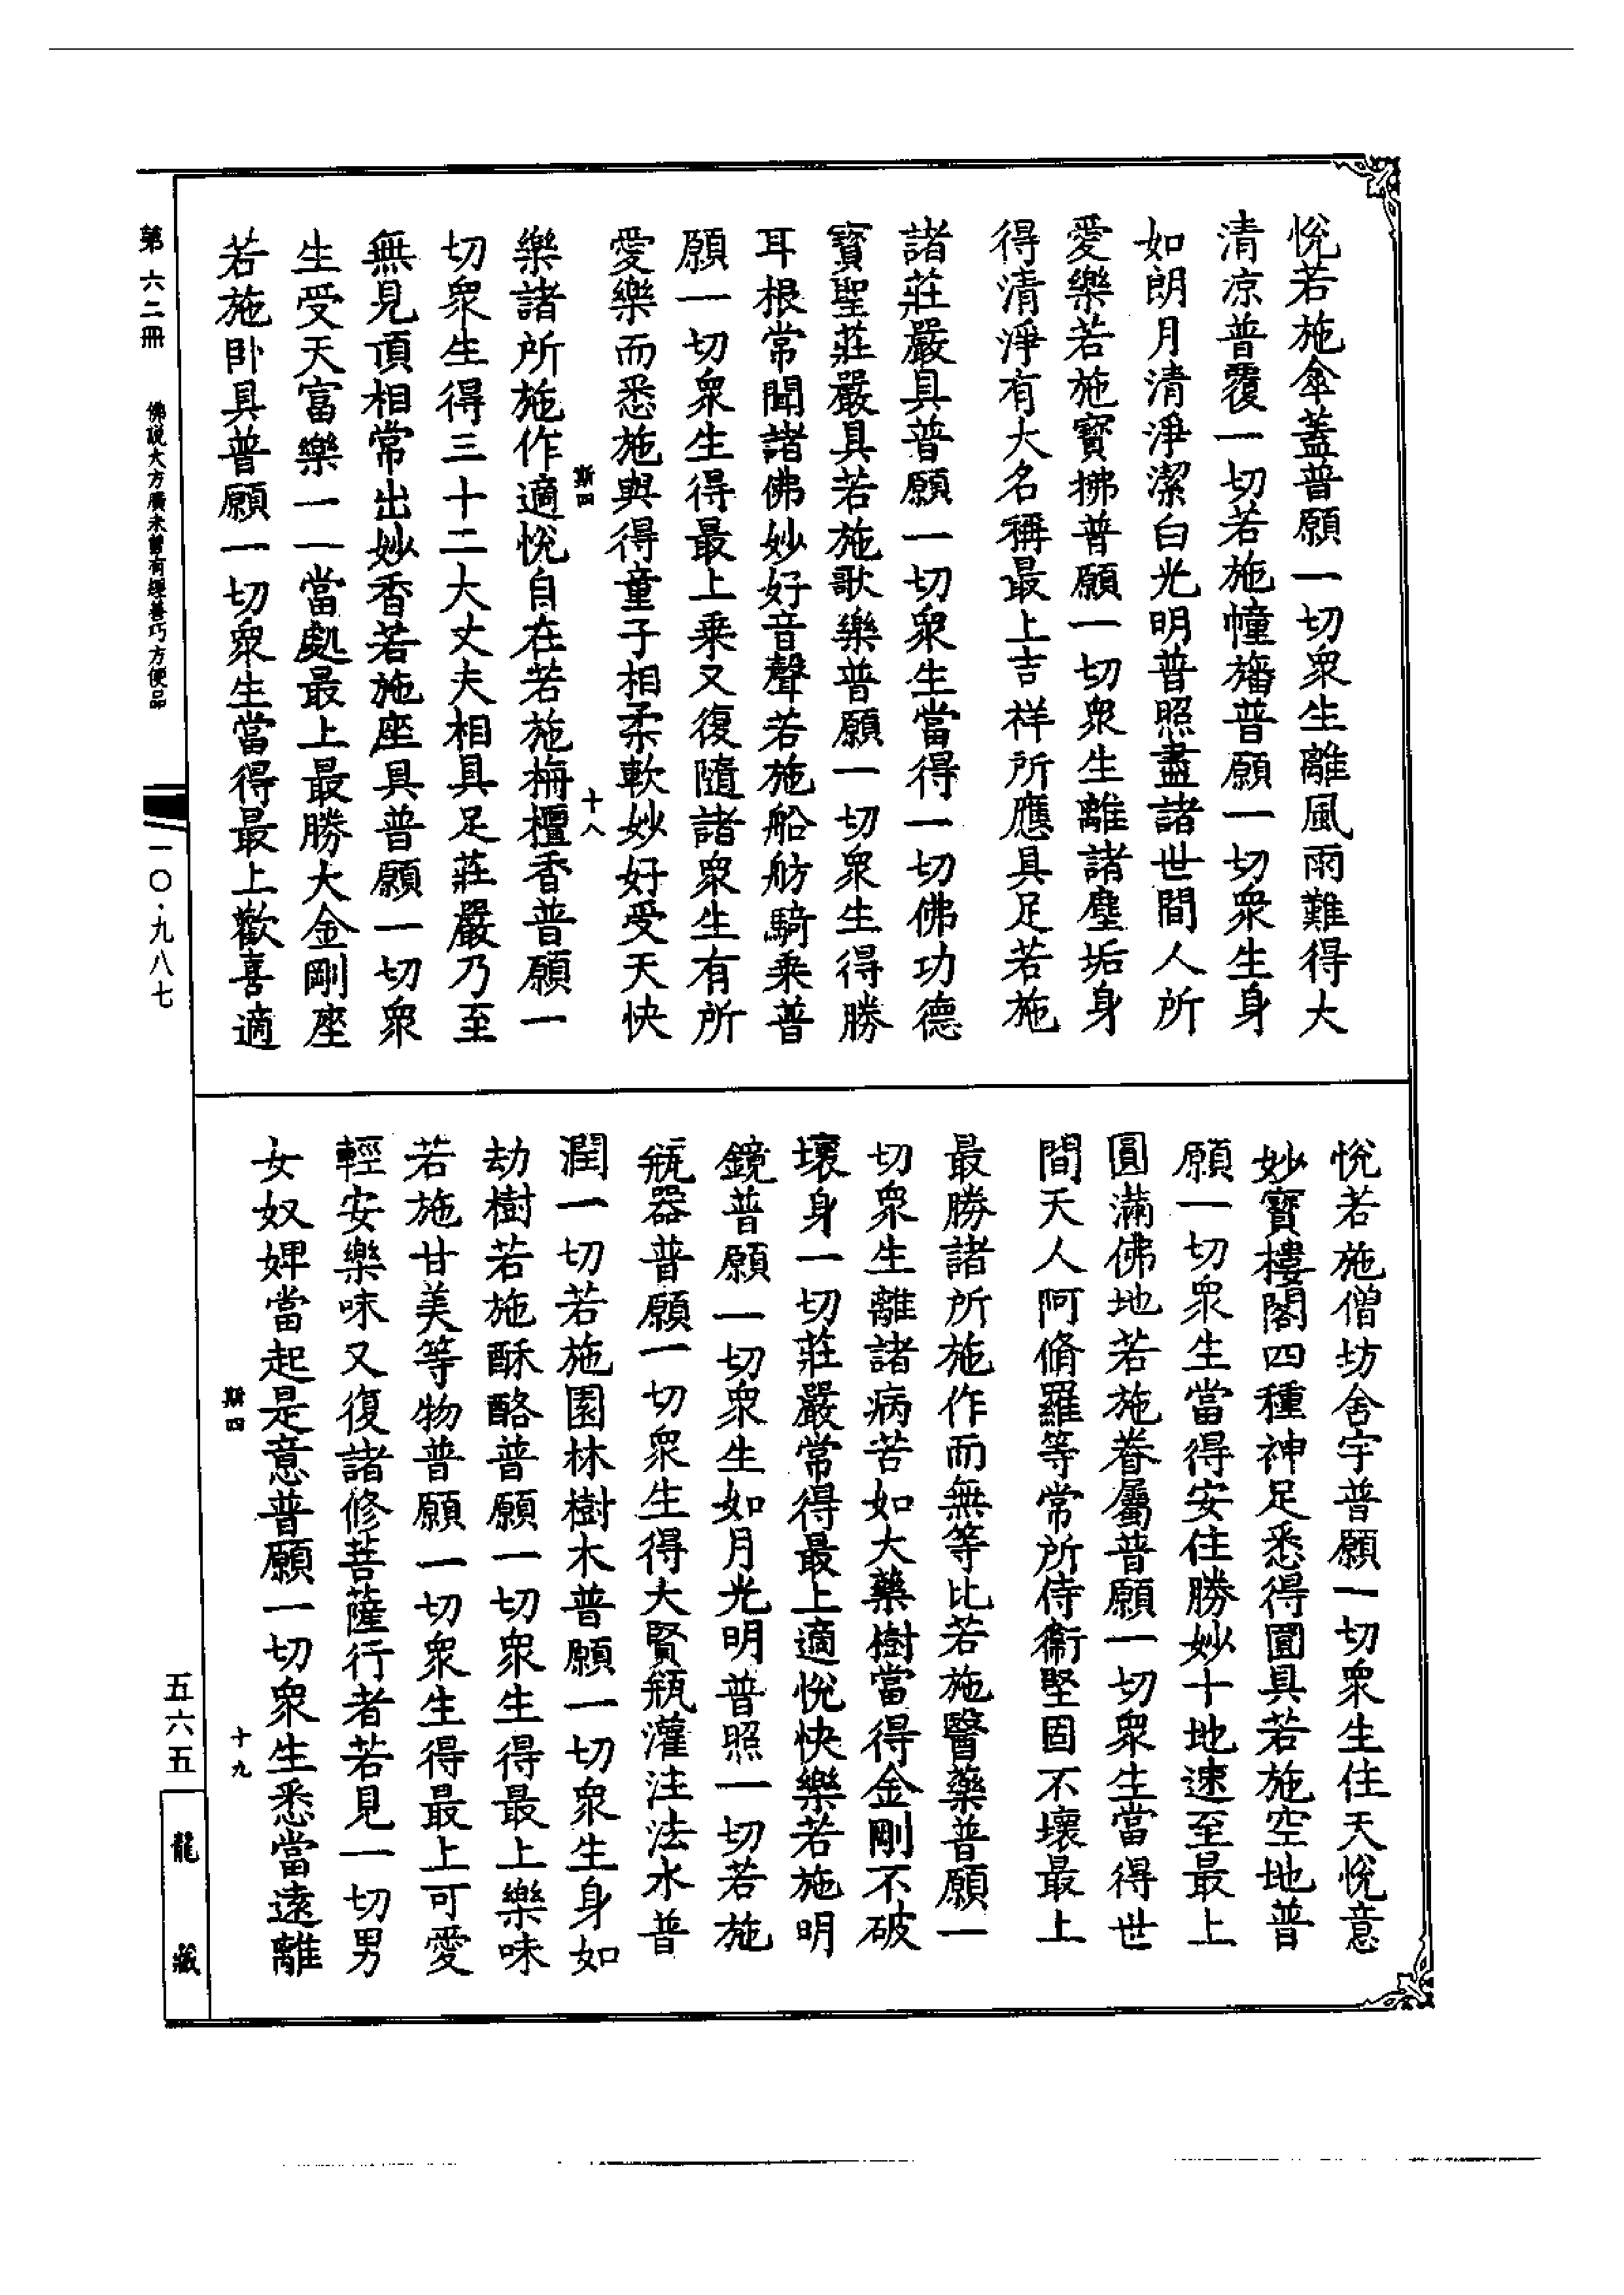 悅若施傘蓋普願一切衆生離風雨難得大
清凉普覆一切若施幢旛普願一切衆生身
如朗月清淨潔白光明普照盡諸世間人所
愛樂若施寶拂普願一切衆生離諸塵垢身
得清淨有大名稱最上吉祥所應具足若施
諸莊嚴具普願一切衆生當得一切佛功德
寶聖莊嚴具若施歌樂普願一切衆生得勝
耳根常聞諸佛妙好音聲若施船舫騎乗普
願一切衆生得最上乗又復隨諸衆生有所
愛樂而悉施與得童子相柔軟妙好受天快
斯四 十八
樂諸所施作適悅自在若施栴檀香普願一
切衆生得三十二大丈夫相具足莊嚴乃至
無見頂相常出妙香若施座具普願一切衆
生受天富樂一一當處最上最勝大金剛座
若施卧具普願一切衆生當得最上歡喜適
悅若施僧坊舍宇普願一切衆生住天悅意
妙寶樓閣四種神足悉得圓具若施空地普
願一切衆生當得安住勝妙十地速至最上
圓滿佛地若施眷屬普願一切衆生當得世
間天人阿脩羅等常所侍衞堅固不壞最上
最勝諸所施作而無等比若施醫藥普願一
切衆生離諸病苦如大藥樹當得金剛不破
壞身一切莊嚴常得最上適悅快樂若施明
鏡普願一切衆生如月光明普照一切若施
瓶器普願一切衆生得大賢瓶灌注法水普
潤一切若施園林樹木普願一切衆生身如
劫樹若施酥酪普願一切衆生得最上樂味
若施甘美等物普願一切衆生得最上可愛
輕安樂味又復諸修菩薩行者若見一切男
女奴婢當起是意普願一切衆生悉當遠離
斯四 十九
第六二冊 佛説大方廣未曾有經善巧方便品
一〇·九八七
五六五
龍藏